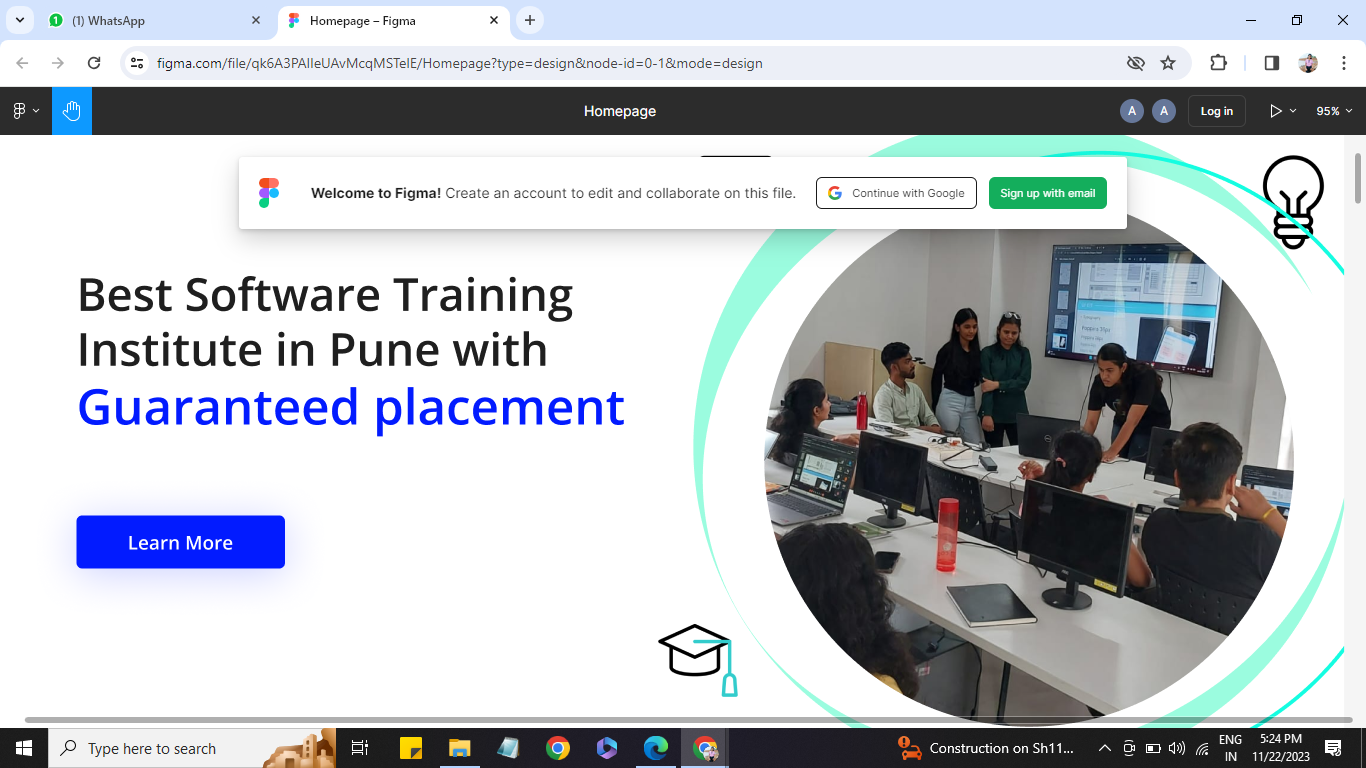 (1) WhatsApp
Homepage – Figma
figma.com/file/qk6A3PAIleUAvMcqMSTelE/Homepage?type=design&node-id=0-1&mode=design
Homepage
A
A
Log in
95%
Welcome to Figma! Create an account to edit and collaborate on this file.
Continue with Google
Sign up with email
Best Software Training
Institute in Pune with
Guaranteed placement
Learn More
Type here to search
Construction on Sh11...
ENG
IN
5:24 PM
11/22/2023